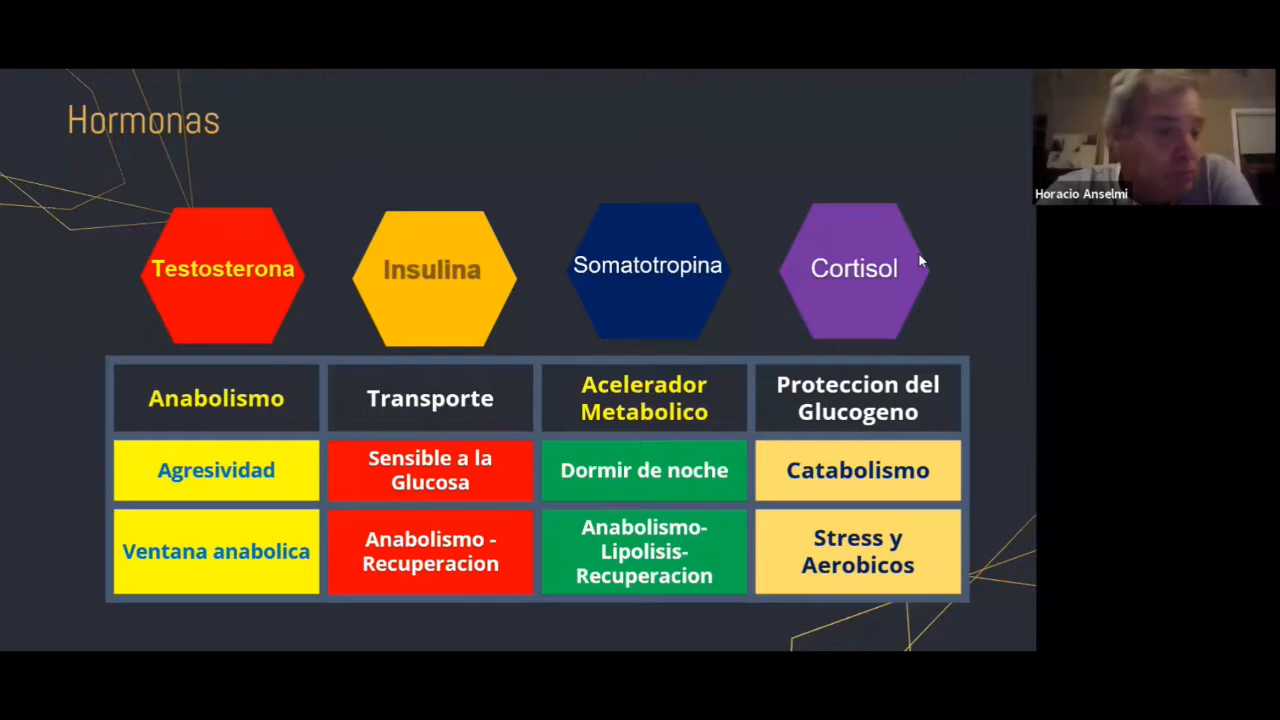 Hormonas
Horacio Anselmi
Testosterona
Insulina
Somatotropina
Cortisol
Anabolismo
Transporte
Acelerador
Metabolico
Proteccion del
Glucogeno
Agresividad
Sensible a la
Glucosa
Dormir de noche
Catabolismo
Ventana anabolica
Anabolismo -
Recuperacion
Anabolismo-
Lipolisis-
Recuperacion
Stress y
Aerobicos